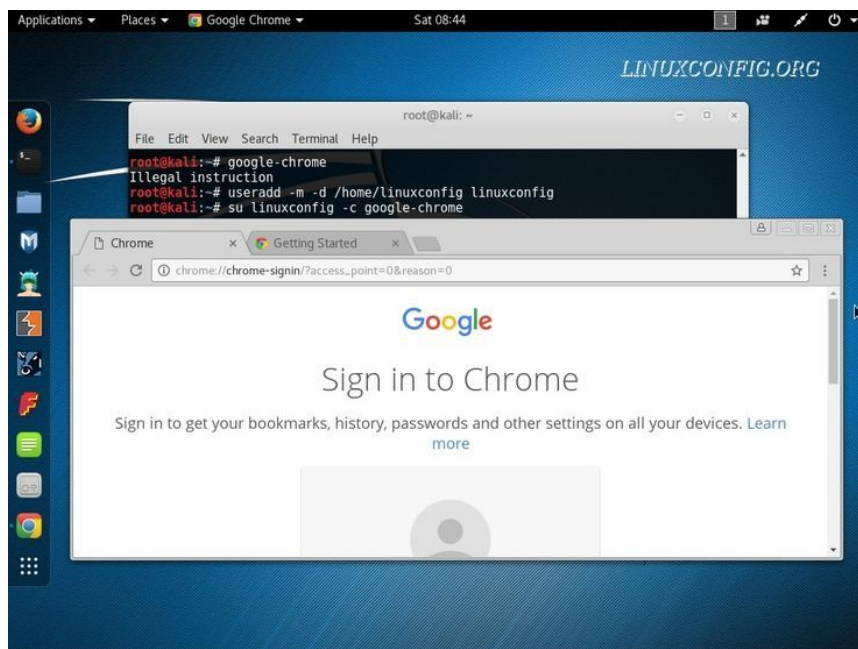 Applications Places Google Chrome Sat 08:44 1
LINUXCONFIG.ORG
root@kali: ~
File Edit View Search Terminal Help
root@kali:~# google-chrome
Illegal instruction
root@kali:~# useradd -m -d /home/linuxconfig linuxconfig
root@kali:~# su linuxconfig -c google-chrome
Chrome Getting Started
chrome://chrome-signin/?access_point=0&reason=0
Google
Sign in to Chrome
Sign in to get your bookmarks, history, passwords and other settings on all your devices. Learn
more